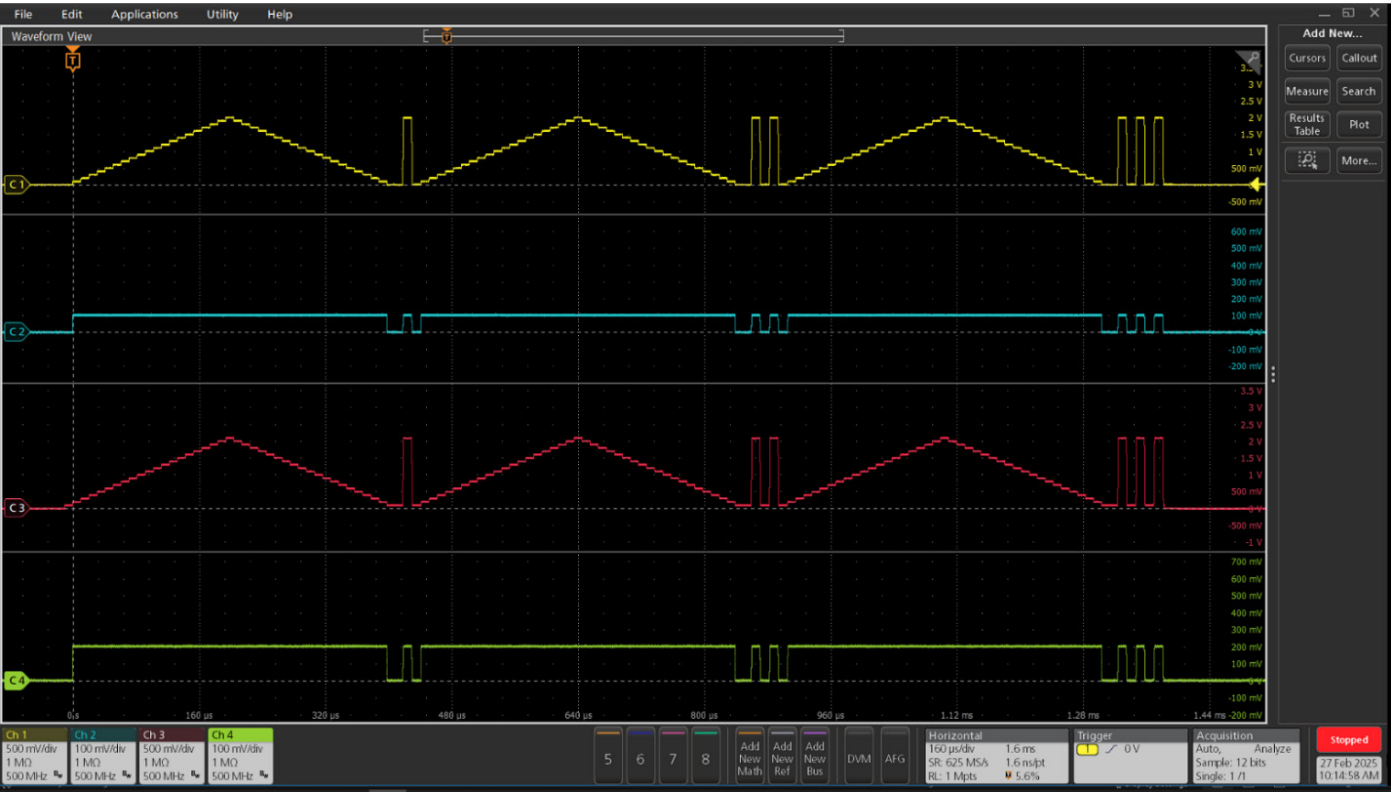 File Edit Applications Utility Help
Waveform View
T
Add New...
Cursors Callout
Measure Search
Results Table Plot
More...
T
3 V
2.5 V
2 V
1.5 V
1 V
500 mV
C 1
-500 mV
600 mV
500 mV
400 mV
300 mV
200 mV
100 mV
C 2
0 V
-100 mV
-200 mV
3.5 V
3 V
2.5 V
2 V
1.5 V
1 V
500 mV
C 3
0 V
-500 mV
-1 V
700 mV
600 mV
500 mV
400 mV
300 mV
200 mV
100 mV
C 4
0 V
-100 mV
0 s 160 µs 320 µs 480 µs 640 µs 800 µs 960 µs 1.12 ms 1.28 ms 1.44 ms -200 mV
Ch 1
500 mV/div
1 MΩ
500 MHz
Ch 2
100 mV/div
1 MΩ
500 MHz
Ch 3
500 mV/div
1 MΩ
500 MHz
Ch 4
100 mV/div
1 MΩ
500 MHz
5 6 7 8
Add New Math
Add New Ref
Add New Bus
DVM AFG
Horizontal
160 µs/div 1.6 ms
SR: 625 MS/s 1.6 ns/pt
RL: 1 Mpts 5.6%
Trigger
1 0 V
Acquisition
Auto, Analyze
Sample: 12 bits
Single: 1 /1
Stopped
27 Feb 2025
10:14:58 AM